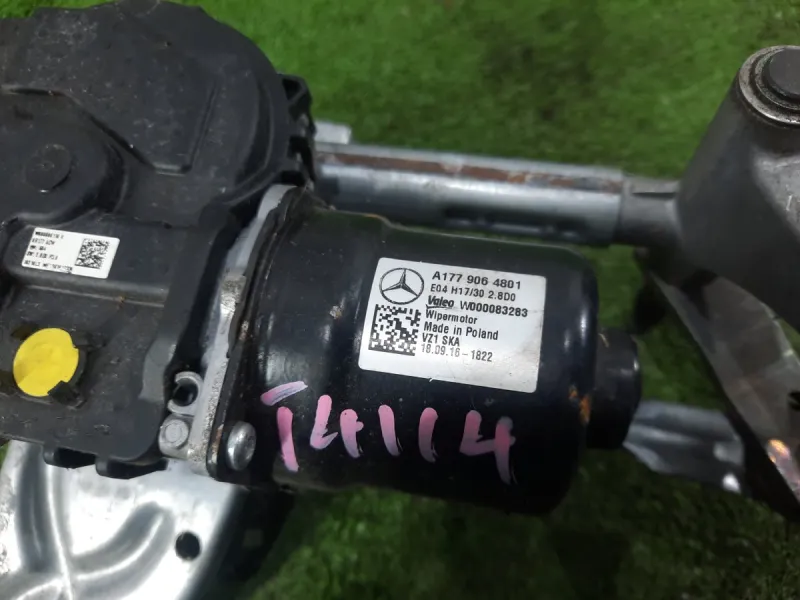 A177 906 4801
E04 H17/30 2.8D0
Valeo W000083283
Wipermotor
Made in Poland
VZ1 SKA
18.09.16-1822
14114